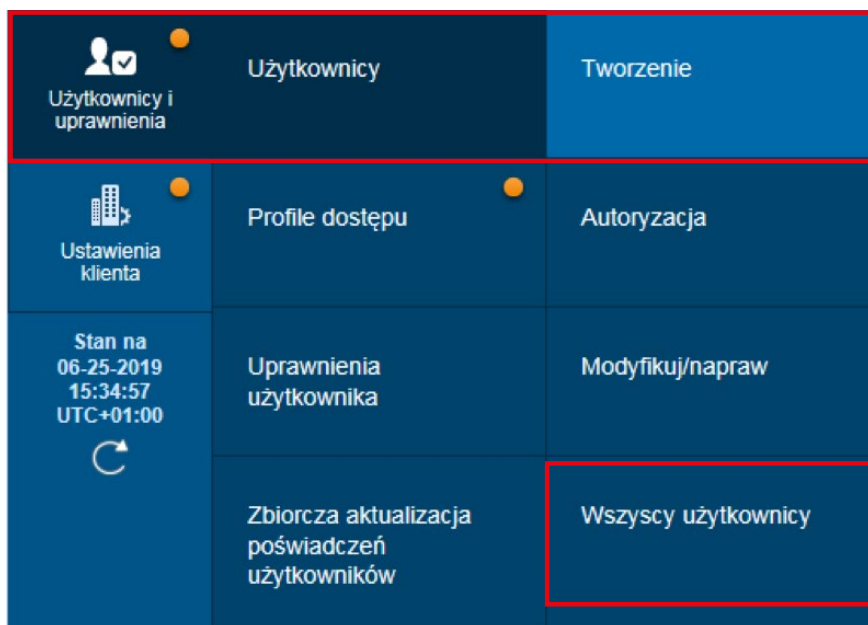 Użytkownicy i
uprawnienia
Użytkownicy
Tworzenie
Ustawienia
klienta
Profile dostępu
Autoryzacja
Stan na
06-25-2019
15:34:57
UTC+01:00
Uprawnienia
użytkownika
Modyfikuj/napraw
Zbiorcza aktualizacja
poświadczeń
użytkowników
Wszyscy użytkownicy